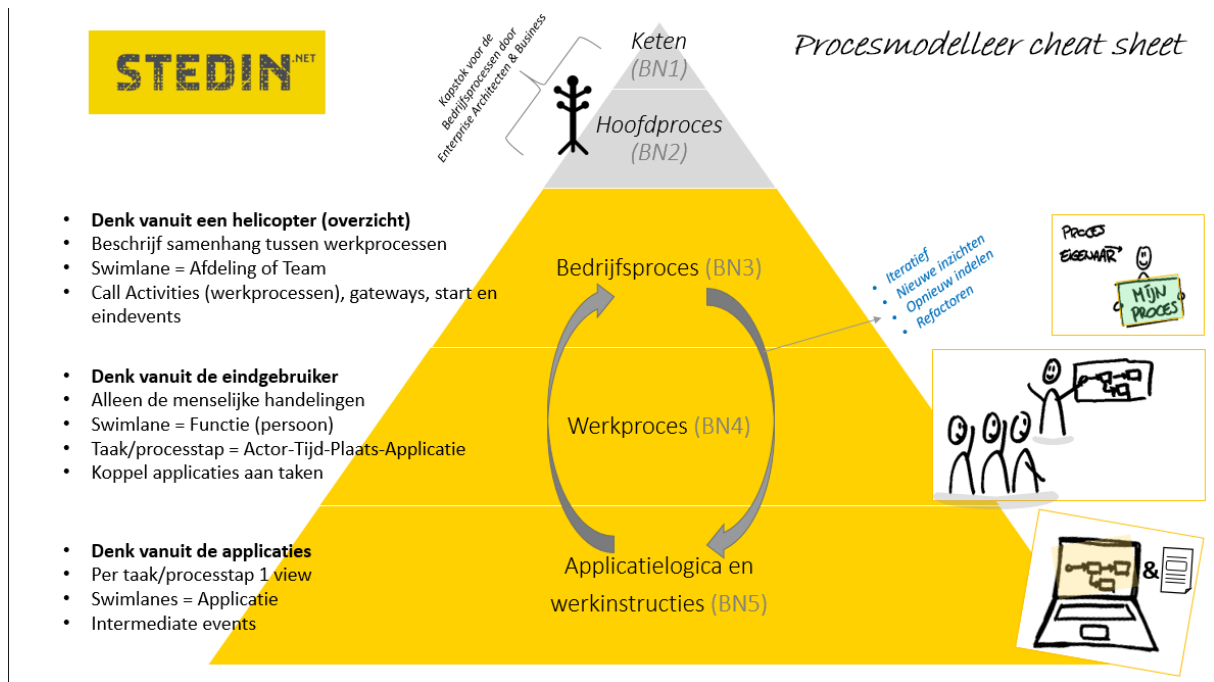 STEDIN.NET
Procesmodelleer cheat sheet
Kapstok voor de
Bedrijfsprocessen door
Enterprise Architecten & Business
Keten
(BN1)
Hoofdproces
(BN2)
• Denk vanuit een helicopter (overzicht)
• Beschrijf samenhang tussen werkprocessen
• Swimlane = Afdeling of Team
• Call Activities (werkprocessen), gateways, start en
eindevents
Bedrijfsproces (BN3)
• Iteratief
• Nieuwe inzichten
• Opnieuw indelen
• Refactoren
PROCES
EIGENAAR
MIJN
PROCES
• Denk vanuit de eindgebruiker
• Alleen de menselijke handelingen
• Swimlane = Functie (persoon)
• Taak/processtap = Actor-Tijd-Plaats-Applicatie
• Koppel applicaties aan taken
Werkproces (BN4)
• Denk vanuit de applicaties
• Per taak/processtap 1 view
• Swimlanes = Applicatie
• Intermediate events
Applicatielogica en
werkinstructies (BN5)
&